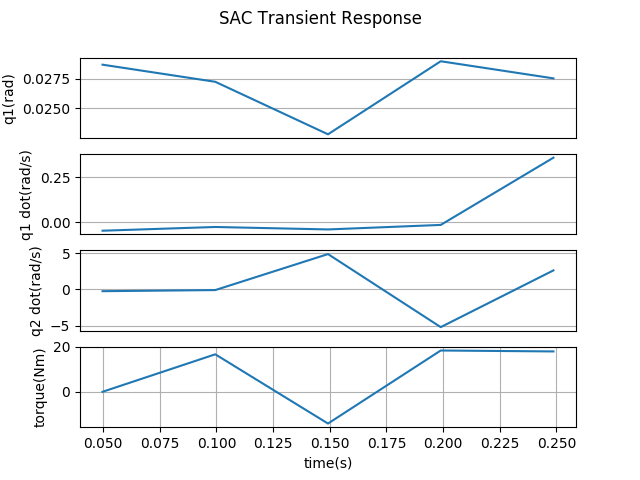 SAC Transient Response
q1(rad)
0.0275
0.0250
q1 dot(rad/s)
0.25
0.00
q2 dot(rad/s)
5
0
−5
torque(Nm)
20
0
0.050 0.075 0.100 0.125 0.150 0.175 0.200 0.225 0.250
time(s)